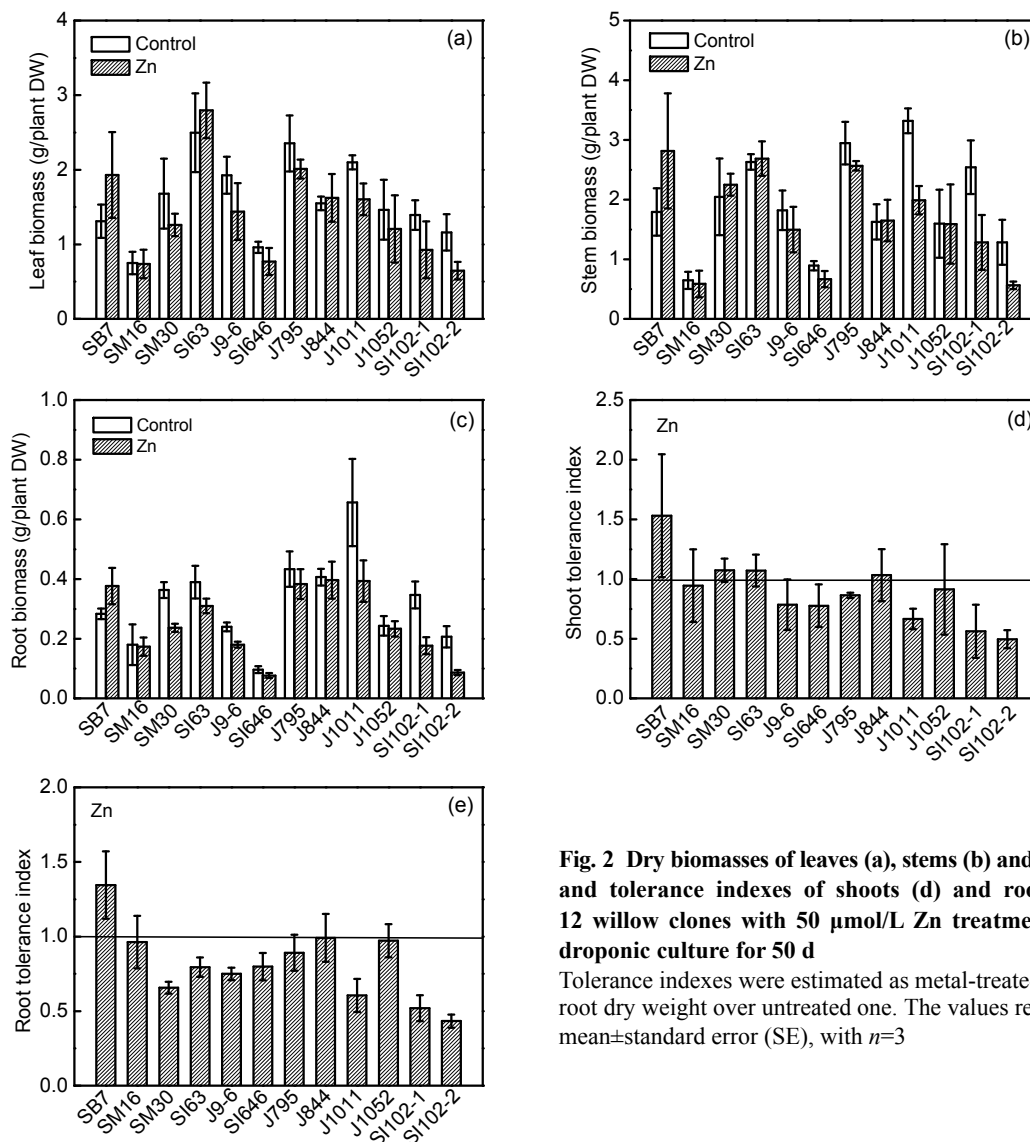 4
3
2
1
0
Leaf biomass (g/plant DW)
Control
Zn
(a)
SB7
SM16
SM30
SI63
J9-6
SI646
J795
J844
J1011
J1052
SI102-1
SI102-2
5
4
3
2
1
0
Stem biomass (g/plant DW)
Control
Zn
(b)
SB7
SM16
SM30
SI63
J9-6
SI646
J795
J844
J1011
J1052
SI102-1
SI102-2
1.0
0.8
0.6
0.4
0.2
0.0
Root biomass (g/plant DW)
Control
Zn
(c)
SB7
SM16
SM30
SI63
J9-6
SI646
J795
J844
J1011
J1052
SI102-1
SI102-2
2.5
2.0
1.5
1.0
0.5
0.0
Shoot tolerance index
Zn
(d)
SB7
SM16
SM30
SI63
J9-6
SI646
J795
J844
J1011
J1052
SI102-1
SI102-2
2.0
1.5
1.0
0.5
0.0
Root tolerance index
Zn
(e)
SB7
SM16
SM30
SI63
J9-6
SI646
J795
J844
J1011
J1052
SI102-1
SI102-2
Fig. 2 Dry biomasses of leaves (a), stems (b) and
and tolerance indexes of shoots (d) and roo
12 willow clones with 50 μmol/L Zn treatme
droponic culture for 50 d
Tolerance indexes were estimated as metal-treate
root dry weight over untreated one. The values re
mean±standard error (SE), with n=3